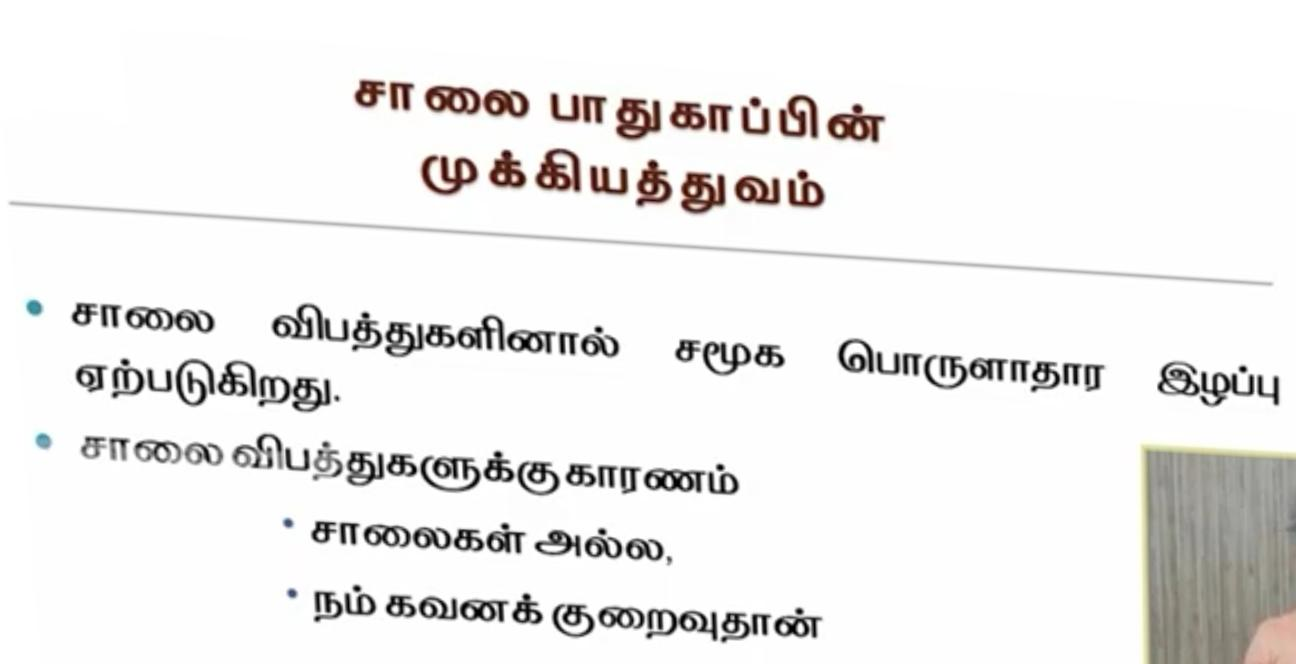 சாலை பாதுகாப்பின்
முக்கியத்துவம்
• சாலை விபத்துகளினால் சமூக பொருளாதார இழப்பு
ஏற்படுகிறது.
• சாலை விபத்துகளுக்கு காரணம்
• சாலைகள் அல்ல,
• நம் கவனக் குறைவுதான்